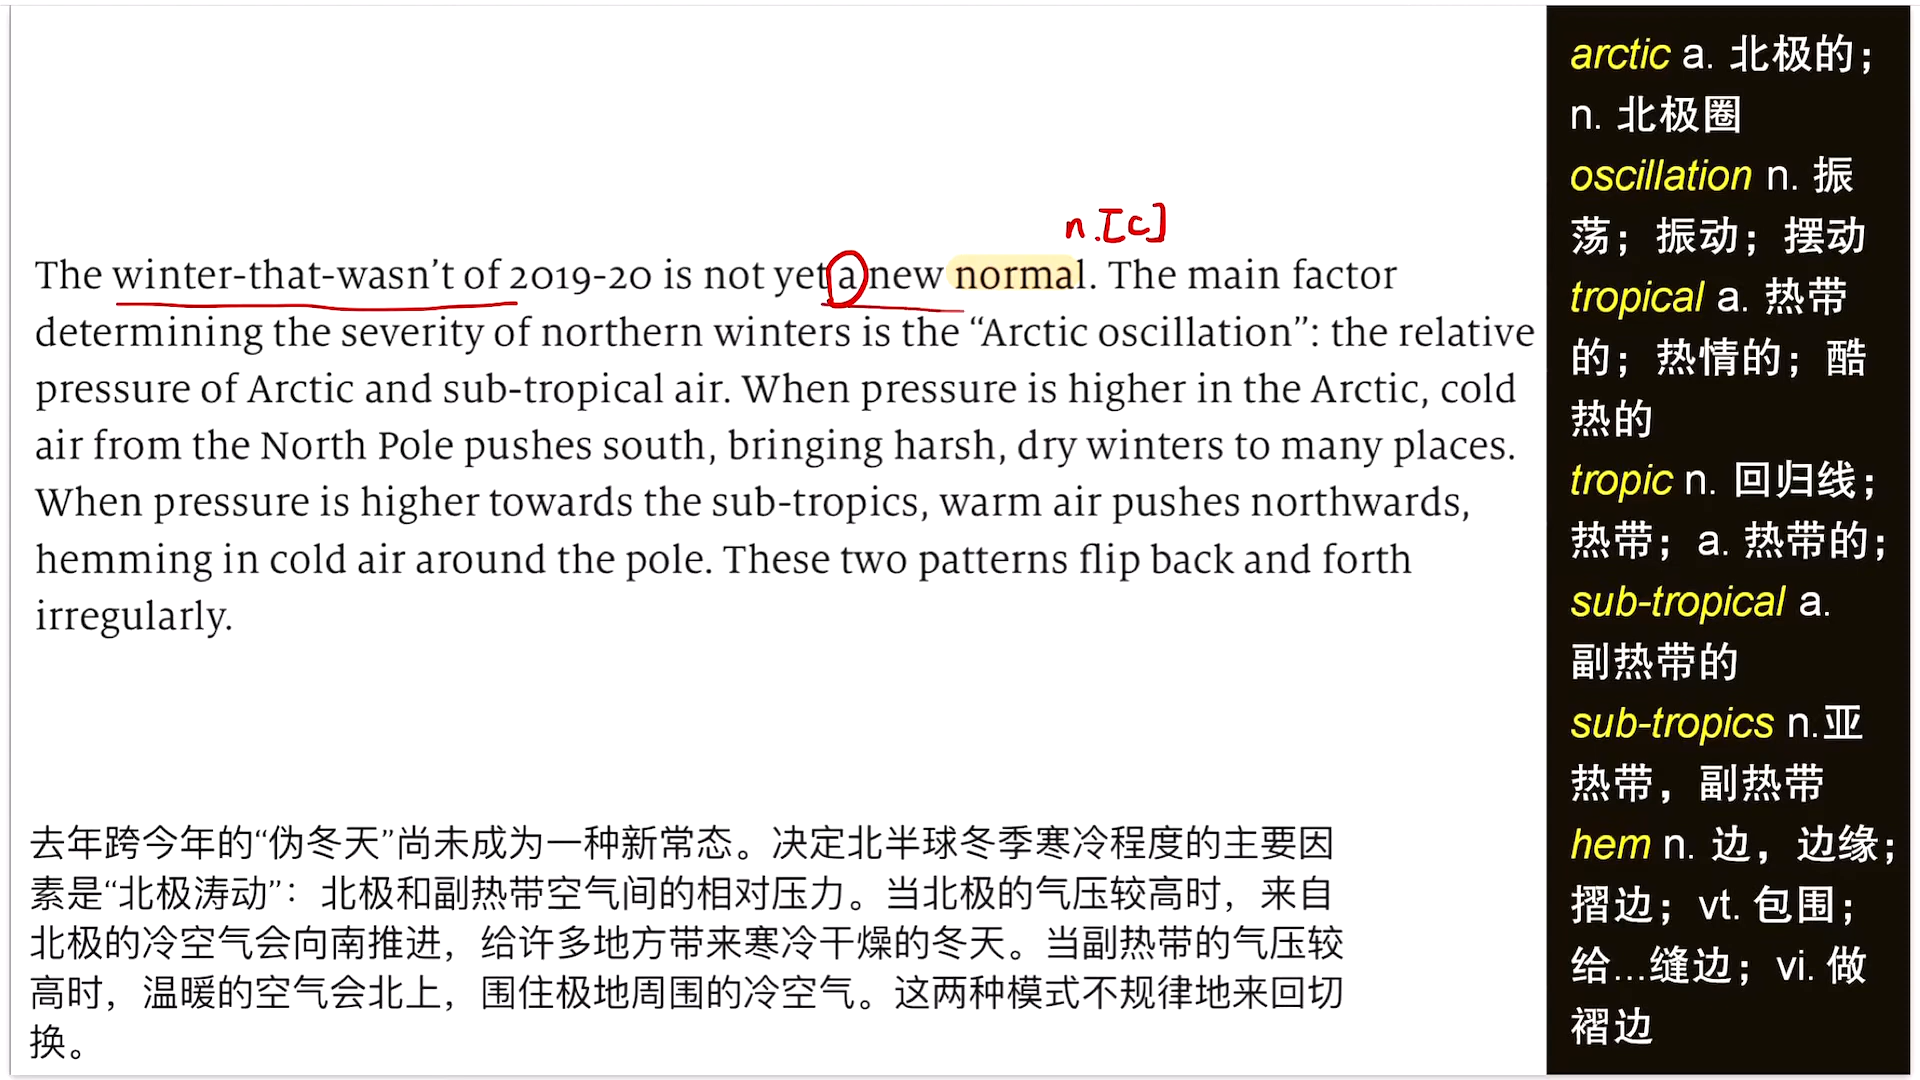 n.[c]
The winter-that-wasn’t of 2019-20 is not yet a new normal. The main factor
determining the severity of northern winters is the “Arctic oscillation”: the relative
pressure of Arctic and sub-tropical air. When pressure is higher in the Arctic, cold
air from the North Pole pushes south, bringing harsh, dry winters to many places.
When pressure is higher towards the sub-tropics, warm air pushes northwards,
hemming in cold air around the pole. These two patterns flip back and forth
irregularly.
去年跨今年的“伪冬天”尚未成为一种新常态。决定北半球冬季寒冷程度的主要因
素是“北极涛动”：北极和副热带空气间的相对压力。当北极的气压较高时，来自
北极的冷空气会向南推进，给许多地方带来寒冷干燥的冬天。当副热带的气压较
高时，温暖的空气会北上，围住极地周围的冷空气。这两种模式不规律地来回切
换。
arctic a. 北极的；
n. 北极圈
oscillation n. 振
荡；振动；摆动
tropical a. 热带
的；热情的；酷
热的
tropic n. 回归线；
热带；a. 热带的；
sub-tropical a.
副热带的
sub-tropics n.亚
热带，副热带
hem n. 边，边缘；
摺边；vt. 包围；
给...缝边；vi. 做
褶边